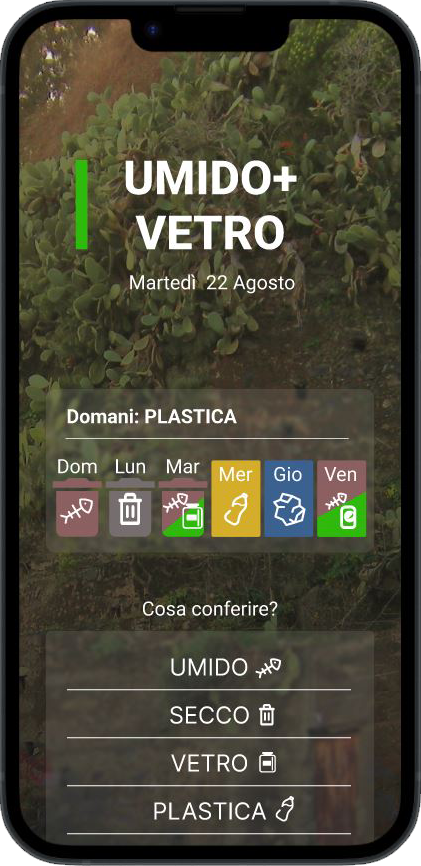 UMIDO+
VETRO
Martedì 22 Agosto
Domani: PLASTICA
Dom Lun Mar Mer Gio Ven
Cosa conferire?
UMIDO
SECCO
VETRO
PLASTICA